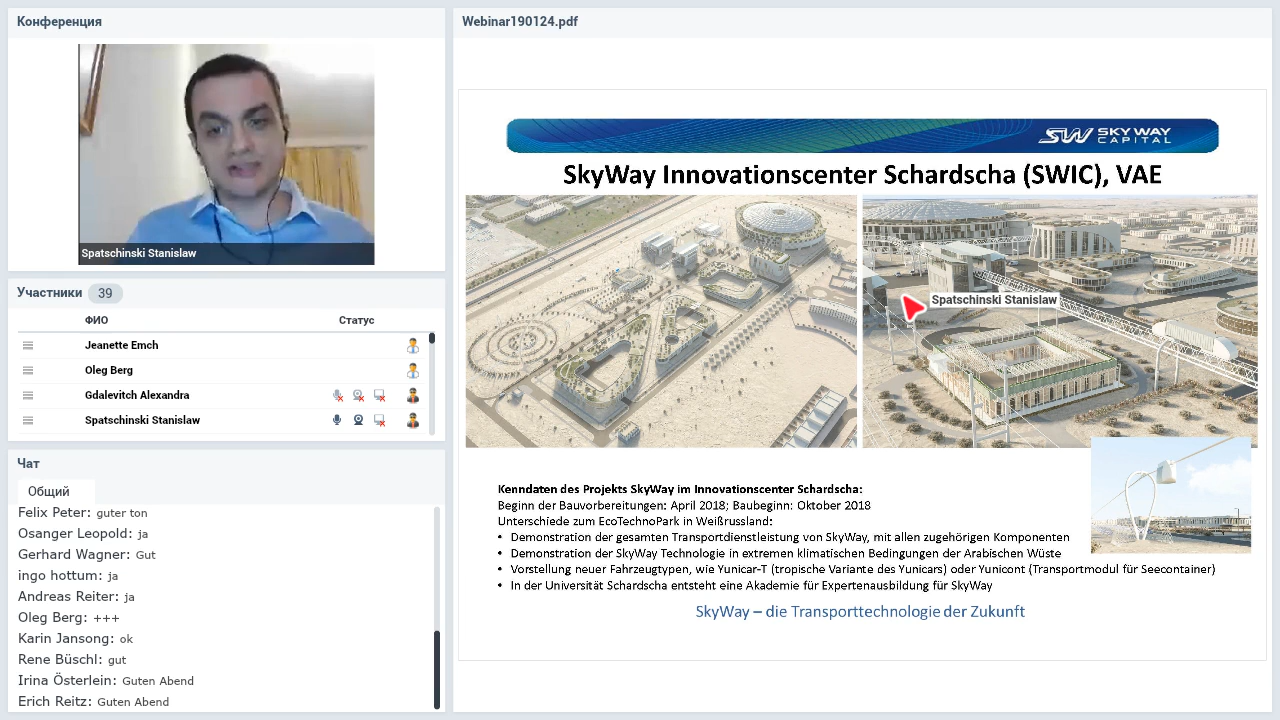 Конференция
Spatschinski Stanislaw
Участники 39
ФИО Статус
Jeanette Emch
Oleg Berg
Gdalevitch Alexandra
Spatschinski Stanislaw
Чат
Общий
Felix Peter: guter ton
Osanger Leopold: ja
Gerhard Wagner: Gut
ingo hottum: ja
Andreas Reiter: ja
Oleg Berg: +++
Karin Jansong: ok
Rene Büschl: gut
Irina Österlein: Guten Abend
Erich Reitz: Guten Abend
Webinar190124.pdf
SW SKY WAY
CAPITAL
SkyWay Innovationscenter Schardscha (SWIC), VAE
Spatschinski Stanislaw
Kenndaten des Projekts SkyWay im Innovationscenter Schardscha:
Beginn der Bauvorbereitungen: April 2018; Baubeginn: Oktober 2018
Unterschiede zum EcoTechnoPark in Weißrussland:
• Demonstration der gesamten Transportdienstleistung von SkyWay, mit allen zugehörigen Komponenten
• Demonstration der SkyWay Technologie in extremen klimatischen Bedingungen der Arabischen Wüste
• Vorstellung neuer Fahrzeugtypen, wie Yunicar-T (tropische Variante des Yunicars) oder Yunicont (Transportmodul für Seecontainer)
• In der Universität Schardscha entsteht eine Akademie für Expertenausbildung für SkyWay
SkyWay – die Transporttechnologie der Zukunft